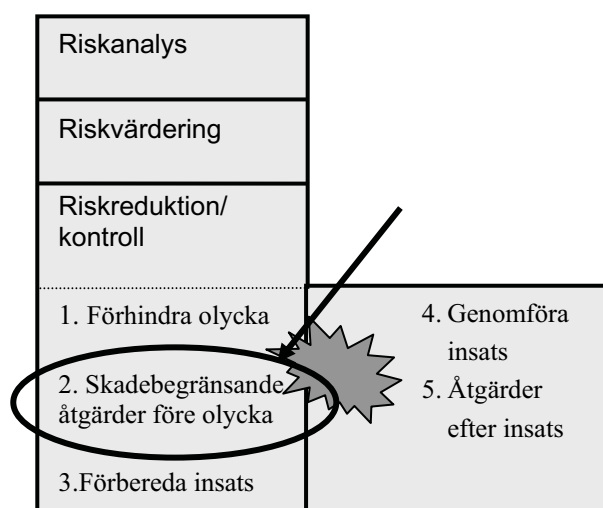 Riskanalys
Riskvärdering
Riskreduktion/
kontroll
1. Förhindra olycka
2. Skadebegränsande
åtgärder före olycka
3.Förbereda insats
4. Genomföra
insats
5. Åtgärder
efter insats